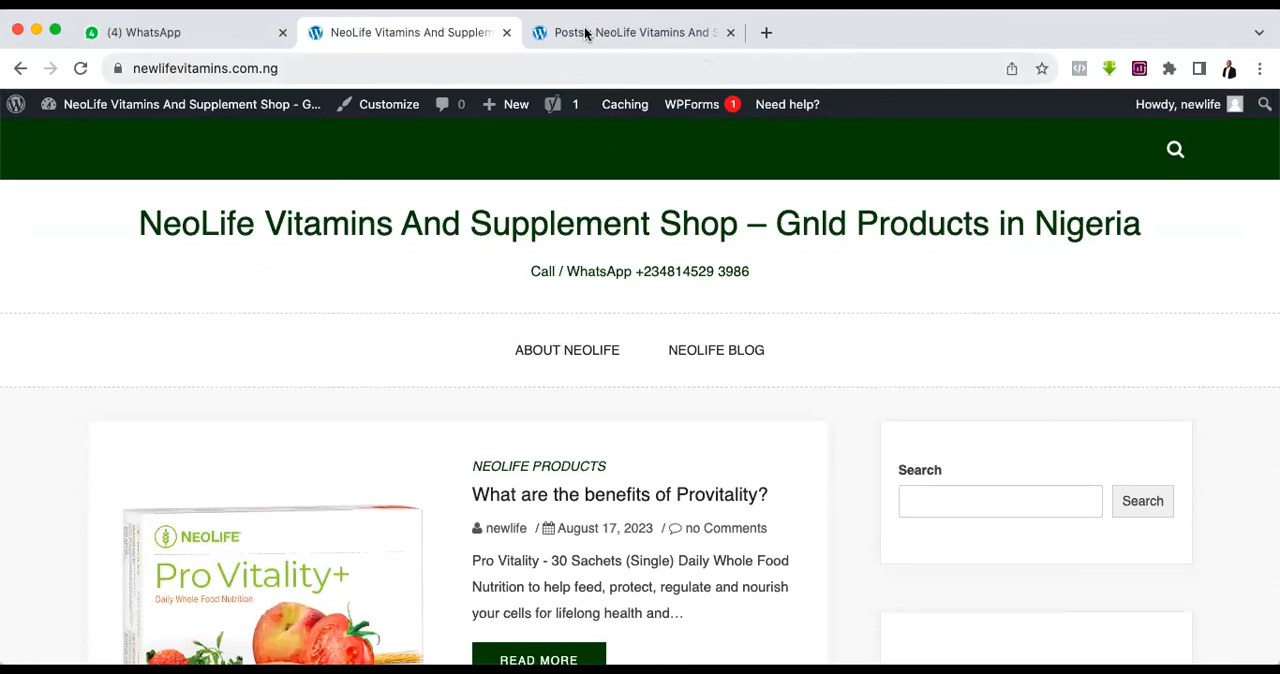 4 (4) WhatsApp
NeoLife Vitamins And Supplem
Posts NeoLife Vitamins And S
newlifevitamins.com.ng
NeoLife Vitamins And Supplement Shop - G... Customize 0 New 1 Caching WPForms 1 Need help? Howdy, newlife
NeoLife Vitamins And Supplement Shop – Gnld Products in Nigeria
Call / WhatsApp +234814529 3986
ABOUT NEOLIFE NEOLIFE BLOG
NEOLIFE PRODUCTS
What are the benefits of Provitality?
newlife / August 17, 2023 / no Comments
Pro Vitality - 30 Sachets (Single) Daily Whole Food
Nutrition to help feed, protect, regulate and nourish
your cells for lifelong health and…
READ MORE
NEOLIFE
Pro Vitality+
Daily Whole Food Nutrition
Search
Search